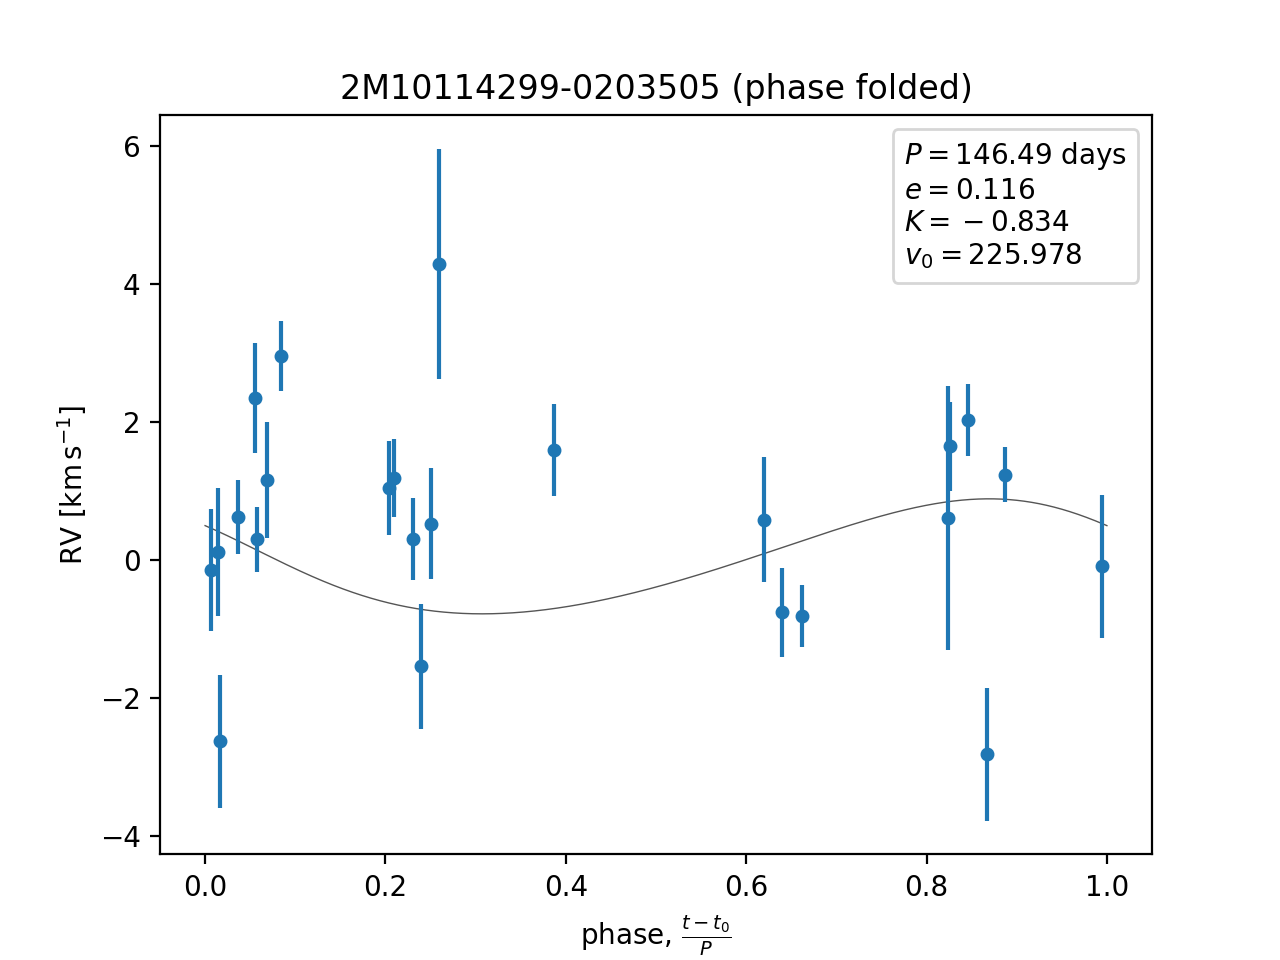 2M10114299-0203505 (phase folded)
P = 146.49 days
e = 0.116
K = −0.834
v₀ = 225.978
6
4
2
0
−2
−4
RV [km s⁻¹]
0.0 0.2 0.4 0.6 0.8 1.0
phase, (t − t₀)/P